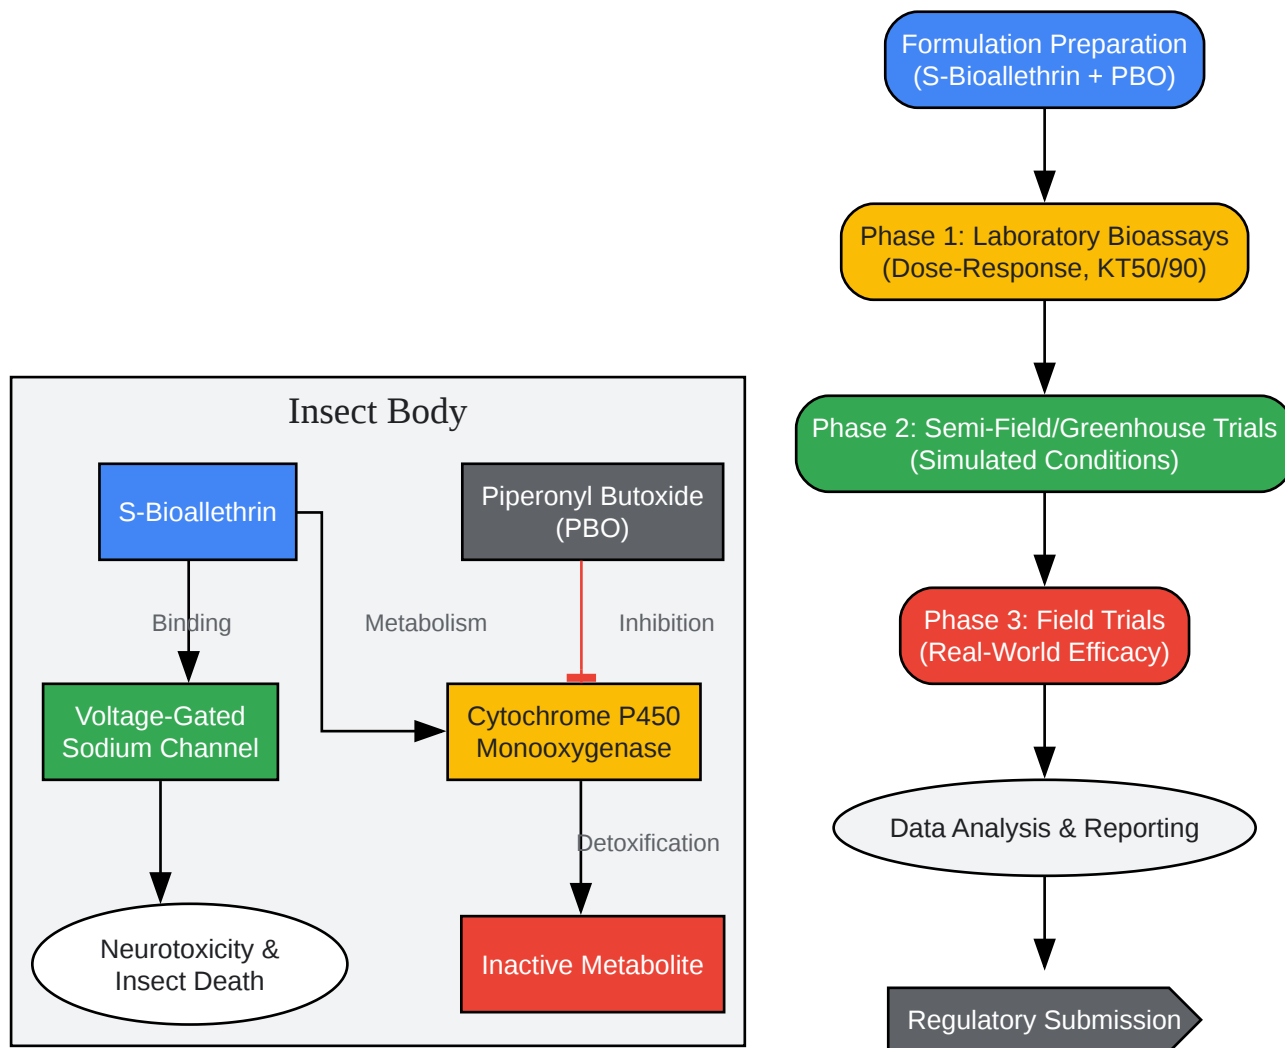 Formulation Preparation
(S-Bioallethrin + PBO)
Phase 1: Laboratory Bioassays
(Dose-Response, KT50/90)
Phase 2: Semi-Field/Greenhouse Trials
(Simulated Conditions)
Phase 3: Field Trials
(Real-World Efficacy)
Data Analysis & Reporting
Regulatory Submission
Insect Body
S-Bioallethrin
Piperonyl Butoxide
(PBO)
Binding
Metabolism
Inhibition
Voltage-Gated
Sodium Channel
Cytochrome P450
Monooxygenase
Detoxification
Neurotoxicity &
Insect Death
Inactive Metabolite